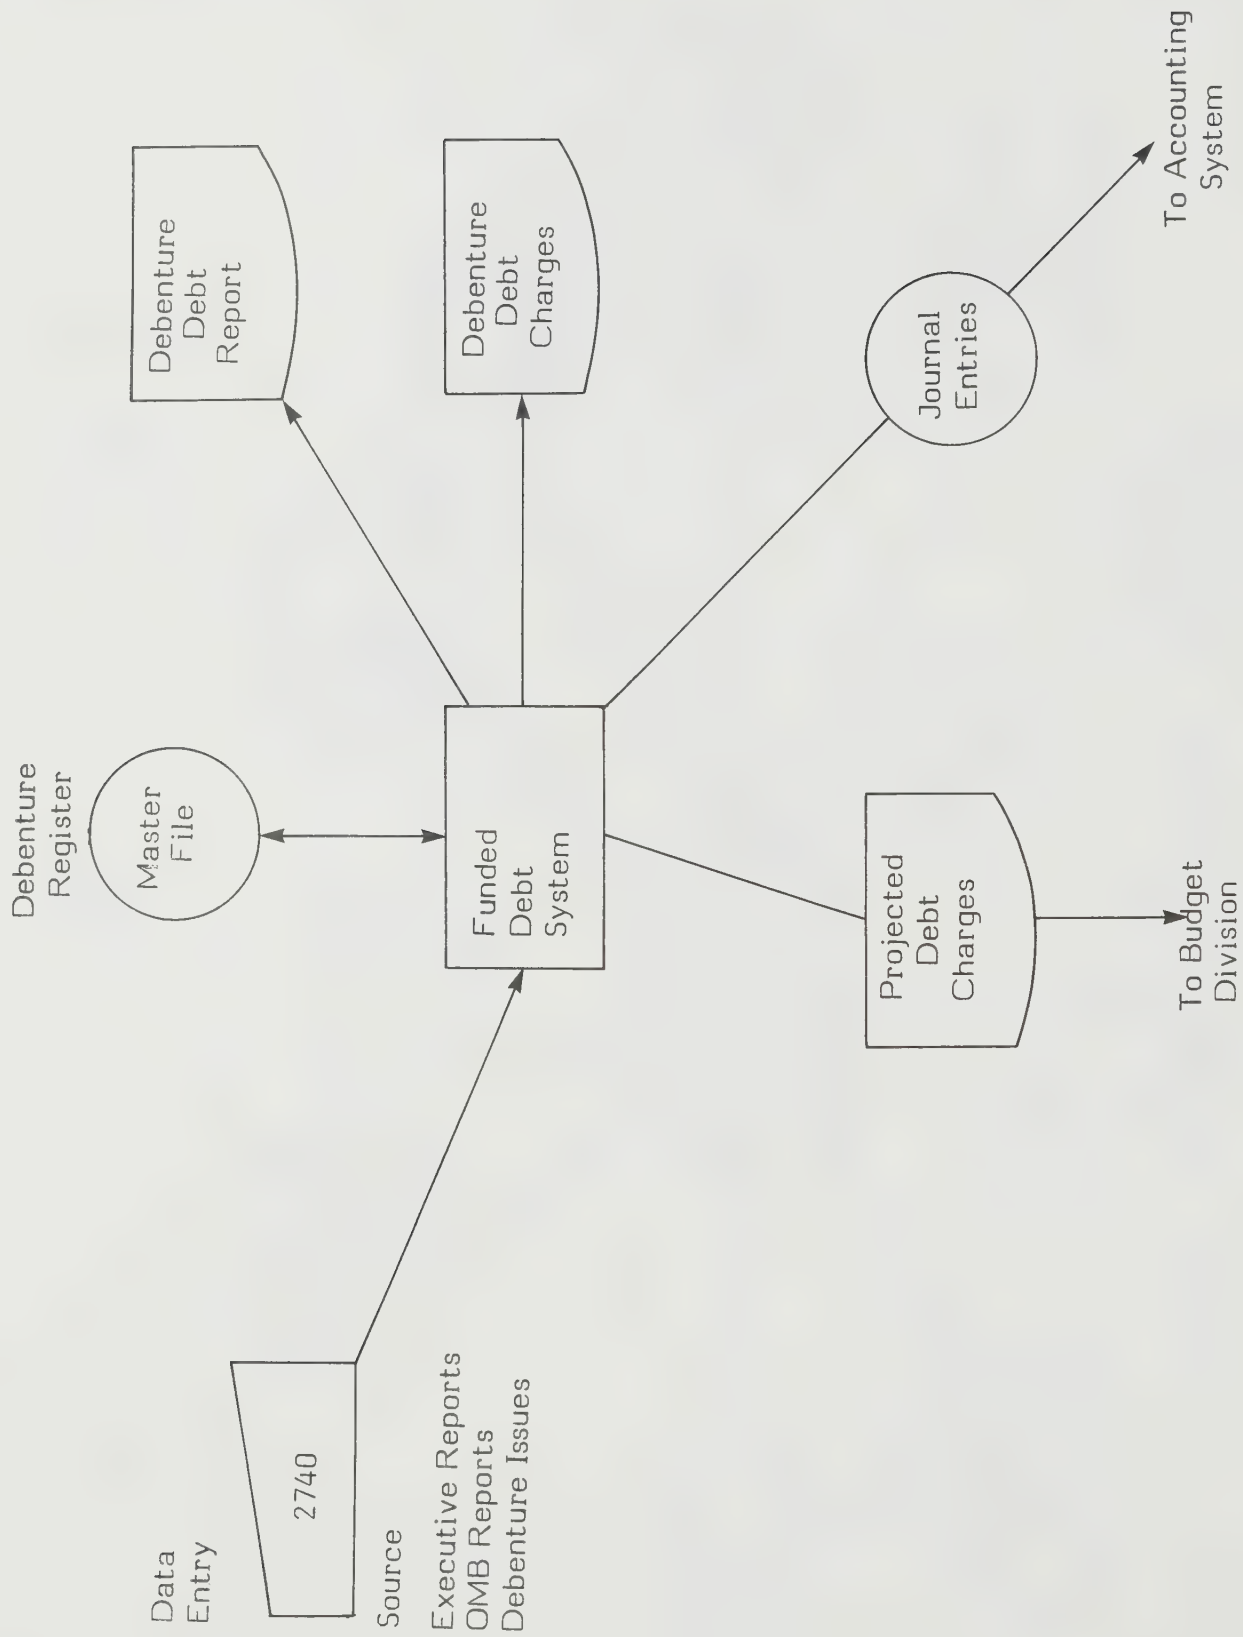 Debenture
Register
Master
File
Data
Entry
2740
Source
Executive Reports
OMB Reports
Debenture Issues
Funded
Debt
System
Debenture
Debt
Report
Debenture
Debt
Charges
Projected
Debt
Charges
To Budget
Division
Journal
Entries
To Accounting
System